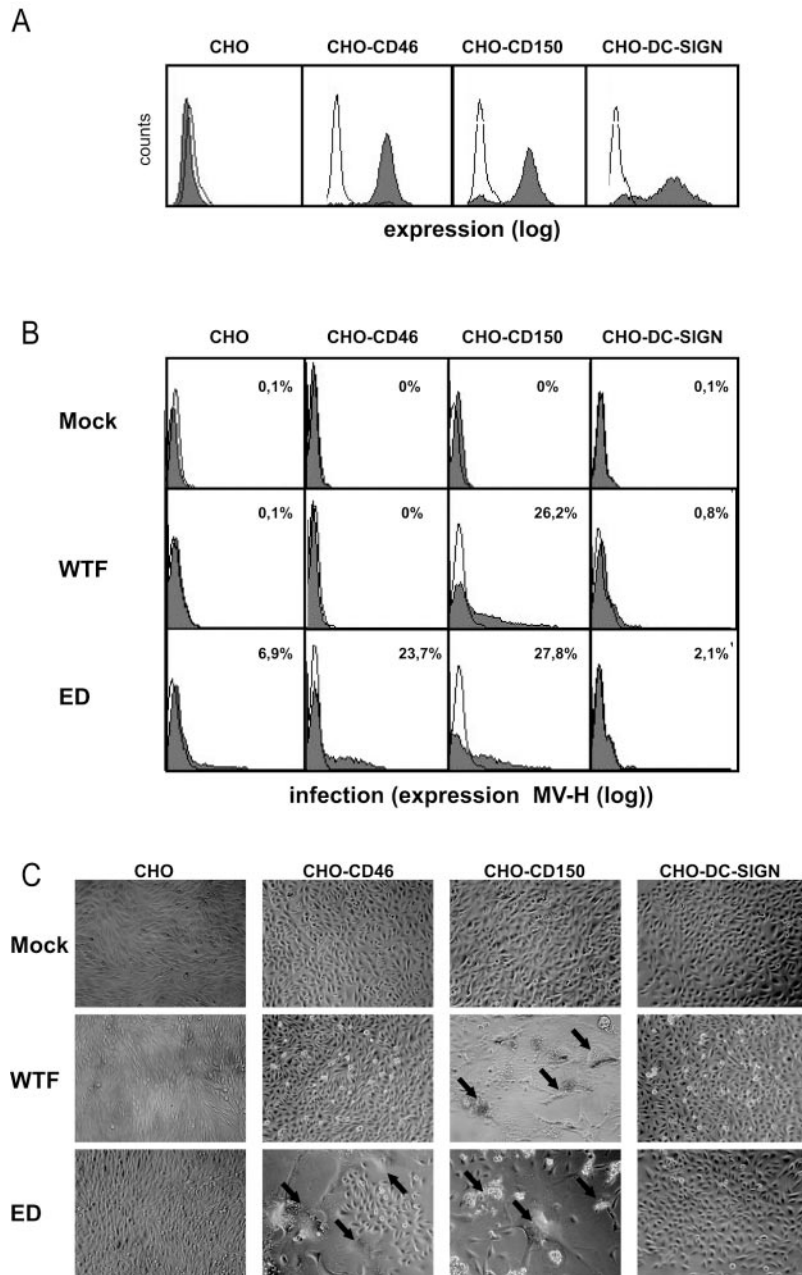 A
CHO CHO-CD46 CHO-CD150 CHO-DC-SIGN
counts
expression (log)
B
CHO CHO-CD46 CHO-CD150 CHO-DC-SIGN
Mock 0,1% 0% 0% 0,1%
WTF 0,1% 0% 26,2% 0,8%
ED 6,9% 23,7% 27,8% 2,1%
infection (expression MV-H (log))
C
CHO CHO-CD46 CHO-CD150 CHO-DC-SIGN
Mock
WTF
ED